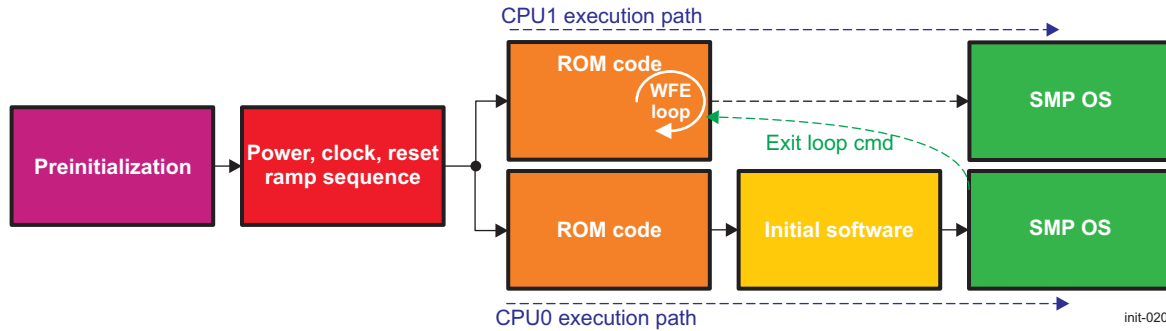 CPU1 execution path
ROM code
WFE
loop
SMP OS
Preinitialization
Power, clock, reset
ramp sequence
Exit loop cmd
ROM code
Initial software
SMP OS
CPU0 execution path
init-020